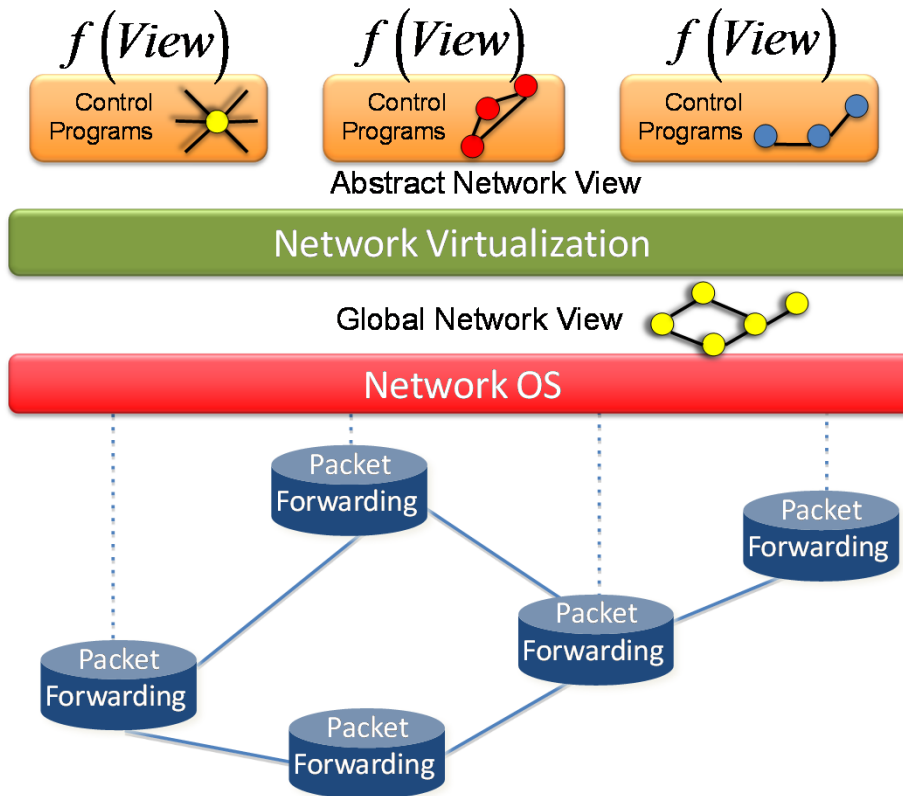 f (View)
f (View)
f (View)
Control
Programs
Control
Programs
Control
Programs
Abstract Network View
Network Virtualization
Global Network View
Network OS
Packet
Forwarding
Packet
Forwarding
Packet
Forwarding
Packet
Forwarding
Packet
Forwarding